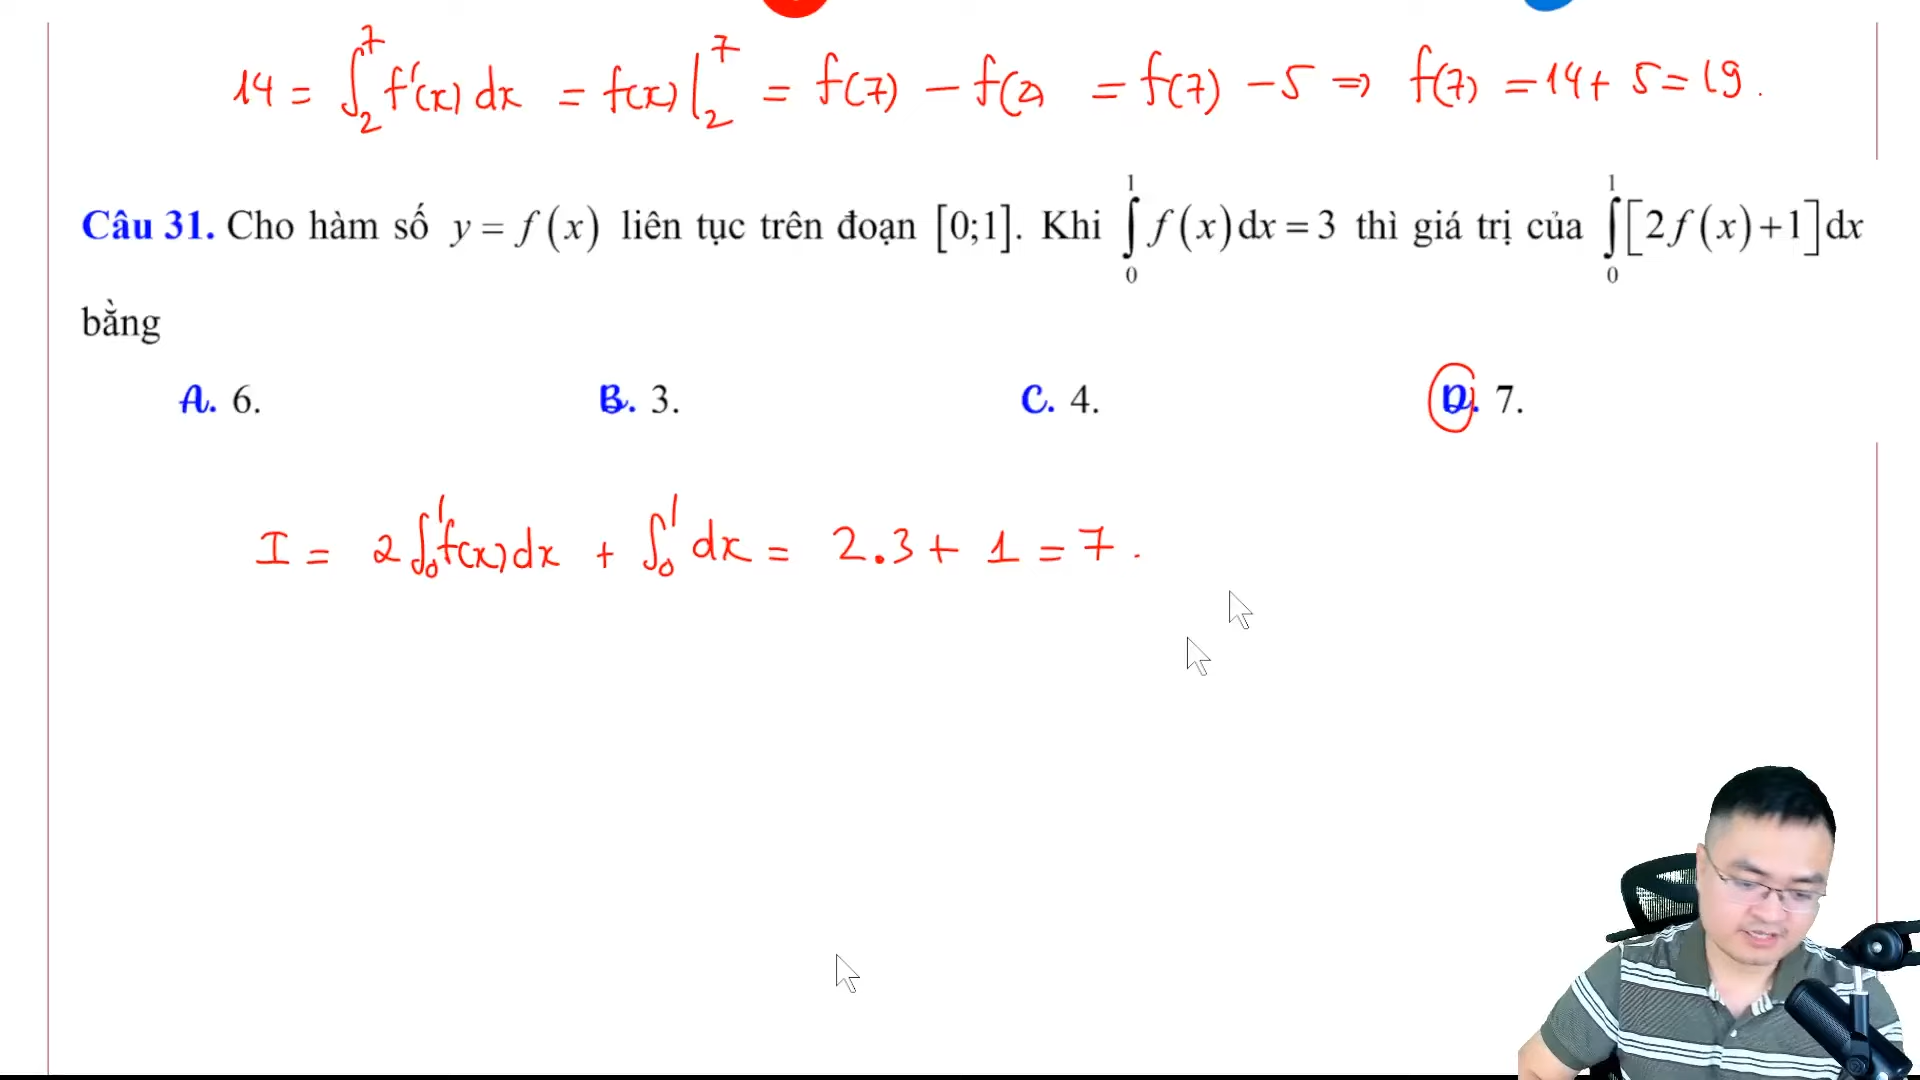 14 = ∫₂⁷ f'(x) dx = f(x) |₂⁷ = f(7) − f(2) = f(7) − 5 ⇒ f(7) = 14 + 5 = 19.
Câu 31. Cho hàm số y = f(x) liên tục trên đoạn [0;1]. Khi ∫₀¹ f(x)dx = 3 thì giá trị của ∫₀¹ [2f(x)+1]dx
bằng
A. 6. B. 3. C. 4. D. 7.
I = 2∫₀¹ f(x)dx + ∫₀¹ dx = 2.3 + 1 = 7.